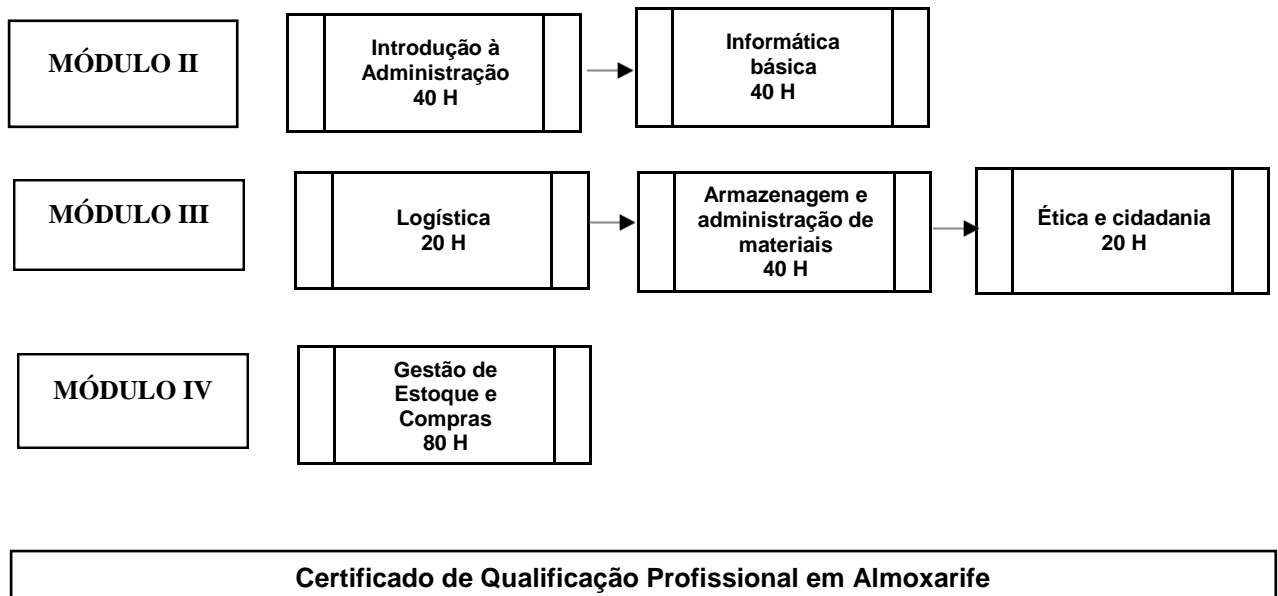 MÓDULO II
Introdução à
Administração
40 H
Informática
básica
40 H
MÓDULO III
Logística
20 H
Armazenagem e
administração de
materiais
40 H
Ética e cidadania
20 H
MÓDULO IV
Gestão de
Estoque e
Compras
80 H
Certificado de Qualificação Profissional em Almoxarife